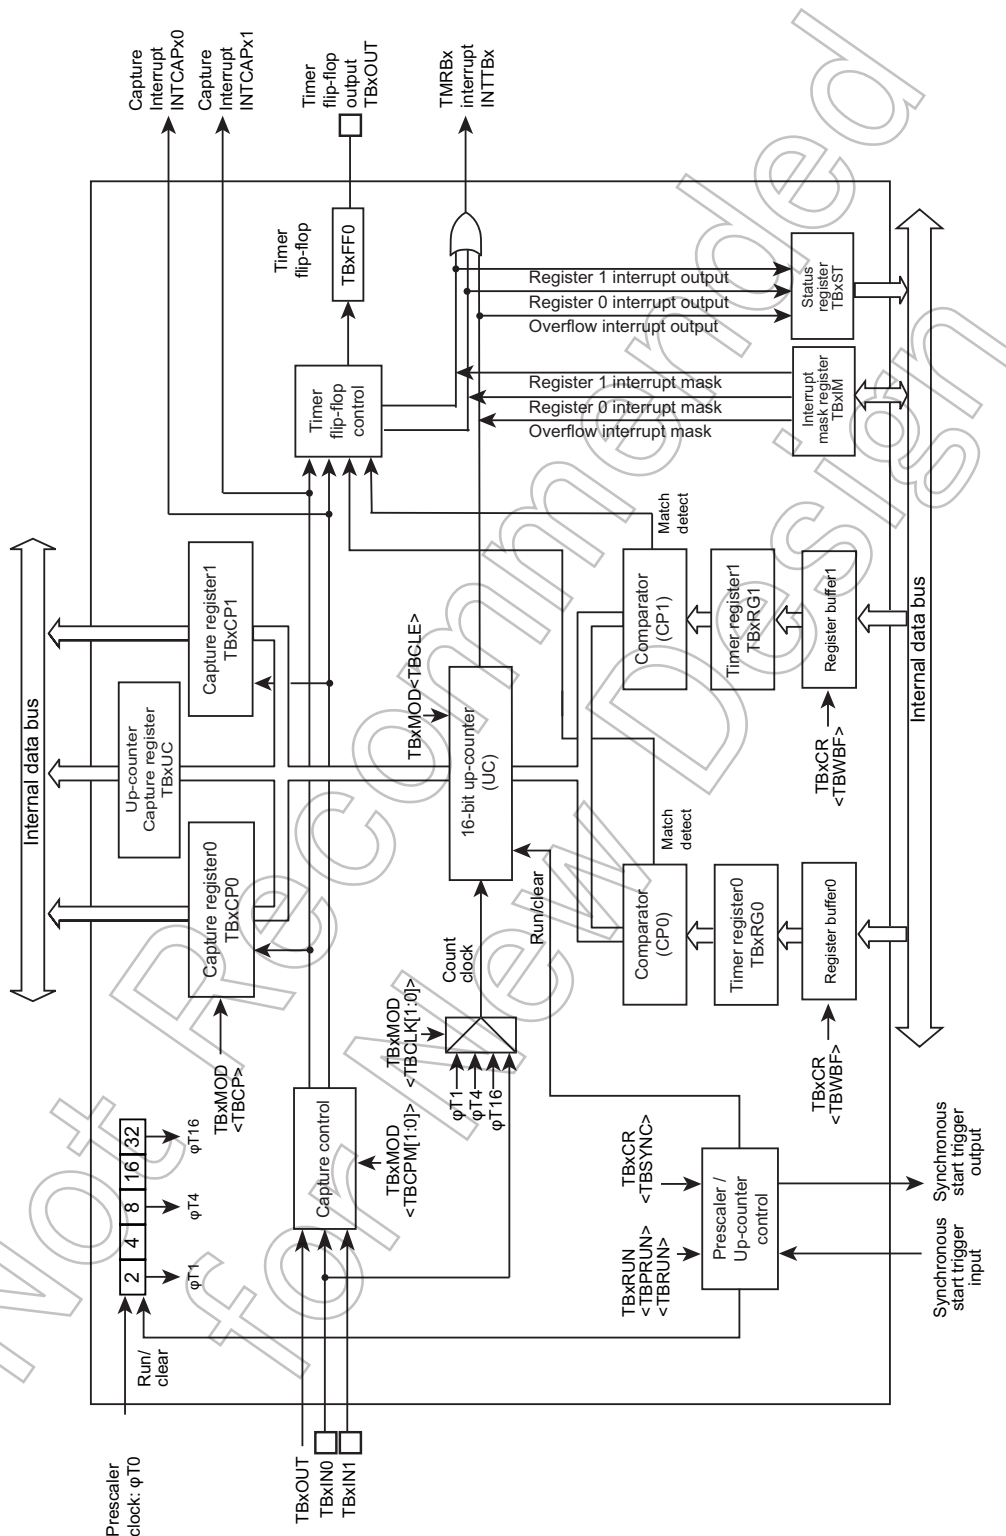 Prescaler
clock: φT0
Run/
clear
2
4
8
16
32
φT1
φT4
φT16
TBxOUT
TBxIN0
TBxIN1
Capture control
TBxMOD
<TBCPM[1:0]>
TBxMOD
<TBCP>
Internal data bus
Capture register0
TBxCP0
Up-counter
Capture register
TBxUC
Capture register1
TBxCP1
Capture
Interrupt
INTCAPx0
Capture
Interrupt
INTCAPx1
Timer
flip-flop
control
Timer
flip-flop
TBxFF0
Timer
flip-flop
output
TBxOUT
TBxMOD
<TBCLK[1:0]>
φT1
φT4
φT16
Count
clock
TBxMOD<TBCLE>
16-bit up-counter
(UC)
Run/clear
TMRBx
interrupt
INTTBx
Register 1 interrupt output
Register 0 interrupt output
Overflow interrupt output
Register 1 interrupt mask
Register 0 interrupt mask
Overflow interrupt mask
Status
register
TBxST
Interrupt
mask register
TBxIM
TBxRUN
<TBPRUN>
<TBRUN>
TBxCR
<TBSYNC>
Prescaler /
Up-counter
control
Match
detect
Comparator
(CP0)
Timer register0
TBxRG0
Register buffer0
TBxCR
<TBWBF>
Match
detect
Comparator
(CP1)
Timer register1
TBxRG1
Register buffer1
TBxCR
<TBWBF>
Internal data bus
Synchronous
start trigger
input
Synchronous
start trigger
output
Not Recommended
for New Design